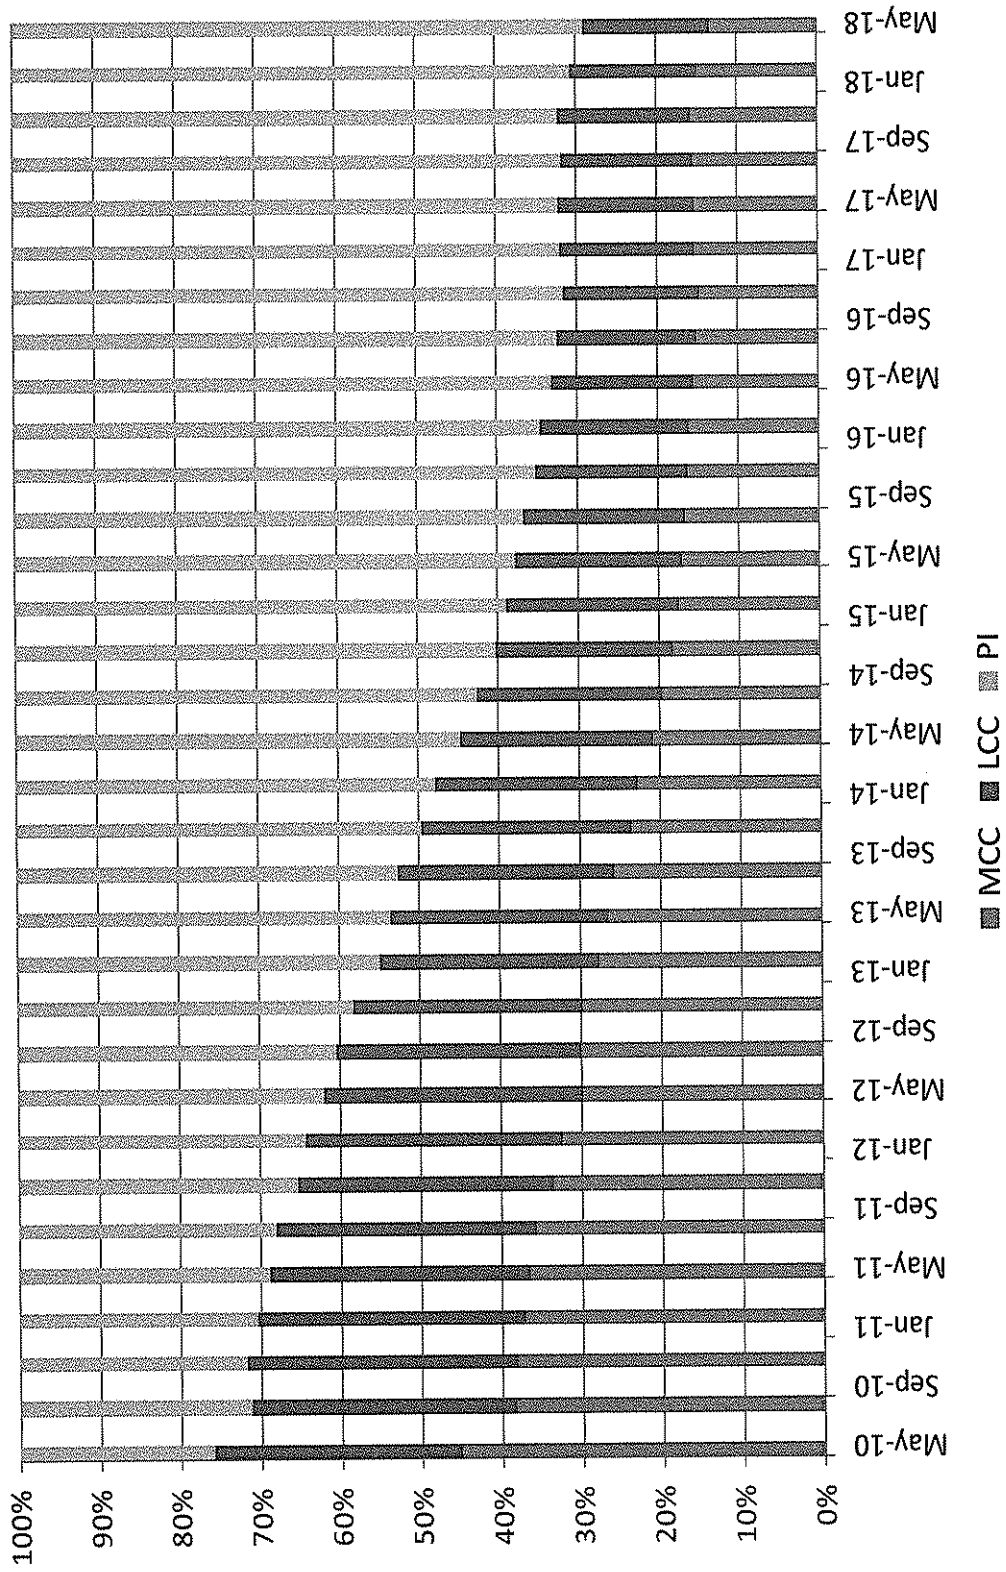 100%
90%
80%
70%
60%
50%
40%
30%
20%
10%
0%
May-10
Sep-10
Jan-11
May-11
Sep-11
Jan-12
May-12
Sep-12
Jan-13
May-13
Sep-13
Jan-14
May-14
Sep-14
Jan-15
May-15
Sep-15
Jan-16
May-16
Sep-16
Jan-17
May-17
Sep-17
Jan-18
May-18
MCC LCC PI